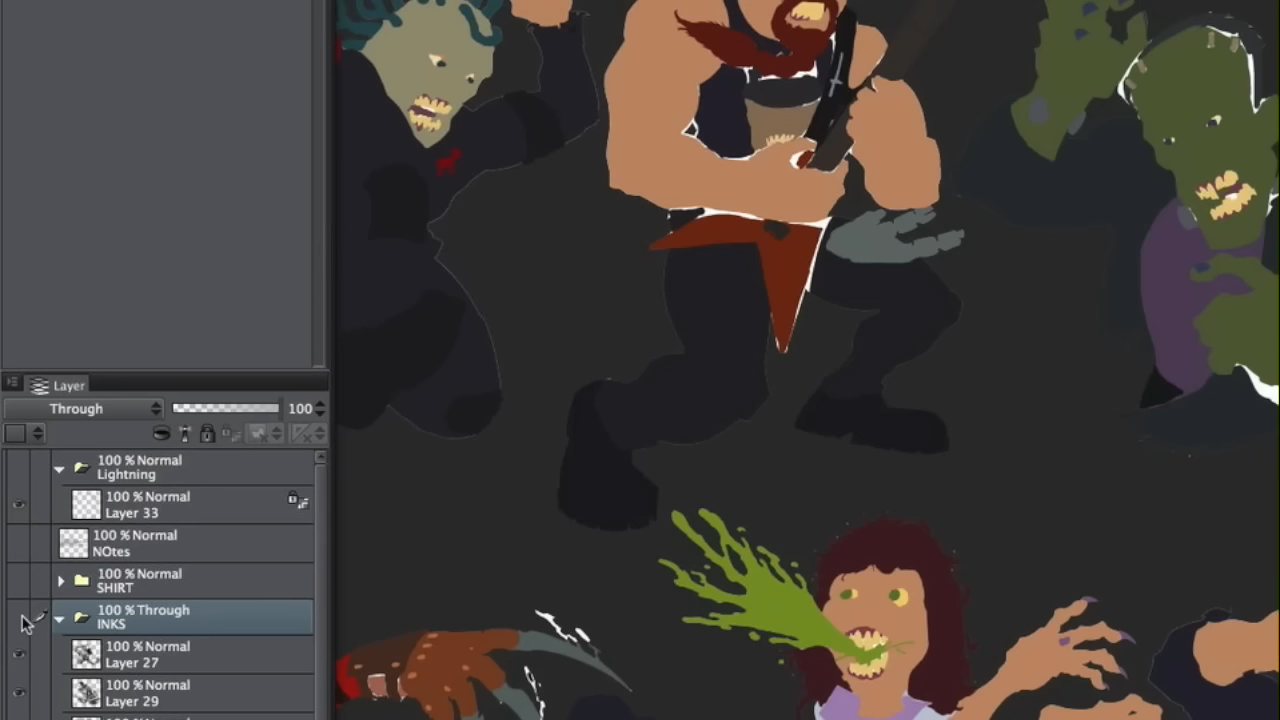 Layer
Through 100
100 % Normal
Lightning
100 % Normal
Layer 33
100 % Normal
NOtes
100 % Normal
SHIRT
100 % Through
INKS
100 % Normal
Layer 27
100 % Normal
Layer 29